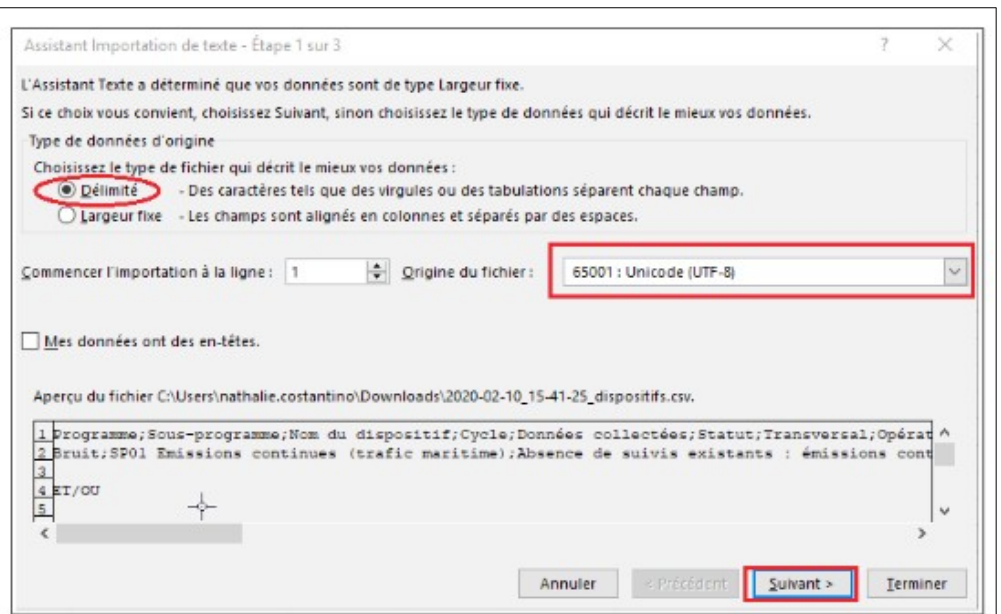 Assistant Importation de texte - Étape 1 sur 3 ?
L'Assistant Texte a déterminé que vos données sont de type Largeur fixe.
Si ce choix vous convient, choisissez Suivant, sinon choisissez le type de données qui décrit le mieux vos données.
Type de données d'origine
Choisissez le type de fichier qui décrit le mieux vos données :
Délimité - Des caractères tels que des virgules ou des tabulations séparent chaque champ.
Largeur fixe - Les champs sont alignés en colonnes et séparés par des espaces.
Commencer l'importation à la ligne : 1 Origine du fichier : 65001 : Unicode (UTF-8)
Mes données ont des en-têtes.
Aperçu du fichier C:\Users\nathalie.costantino\Downloads\2020-02-10_15-41-25_dispositifs.csv.
1 Programme;Sous-programme;Nom du dispositif;Cycle;Données collectées;Statut;Transversal;Opérat
2 Bruit;SP01 Emissions continues (trafic maritime);Absence de suivis existants : émissions cont
3
4 ET/OU
5
Annuler < Précédent Suivant > Terminer